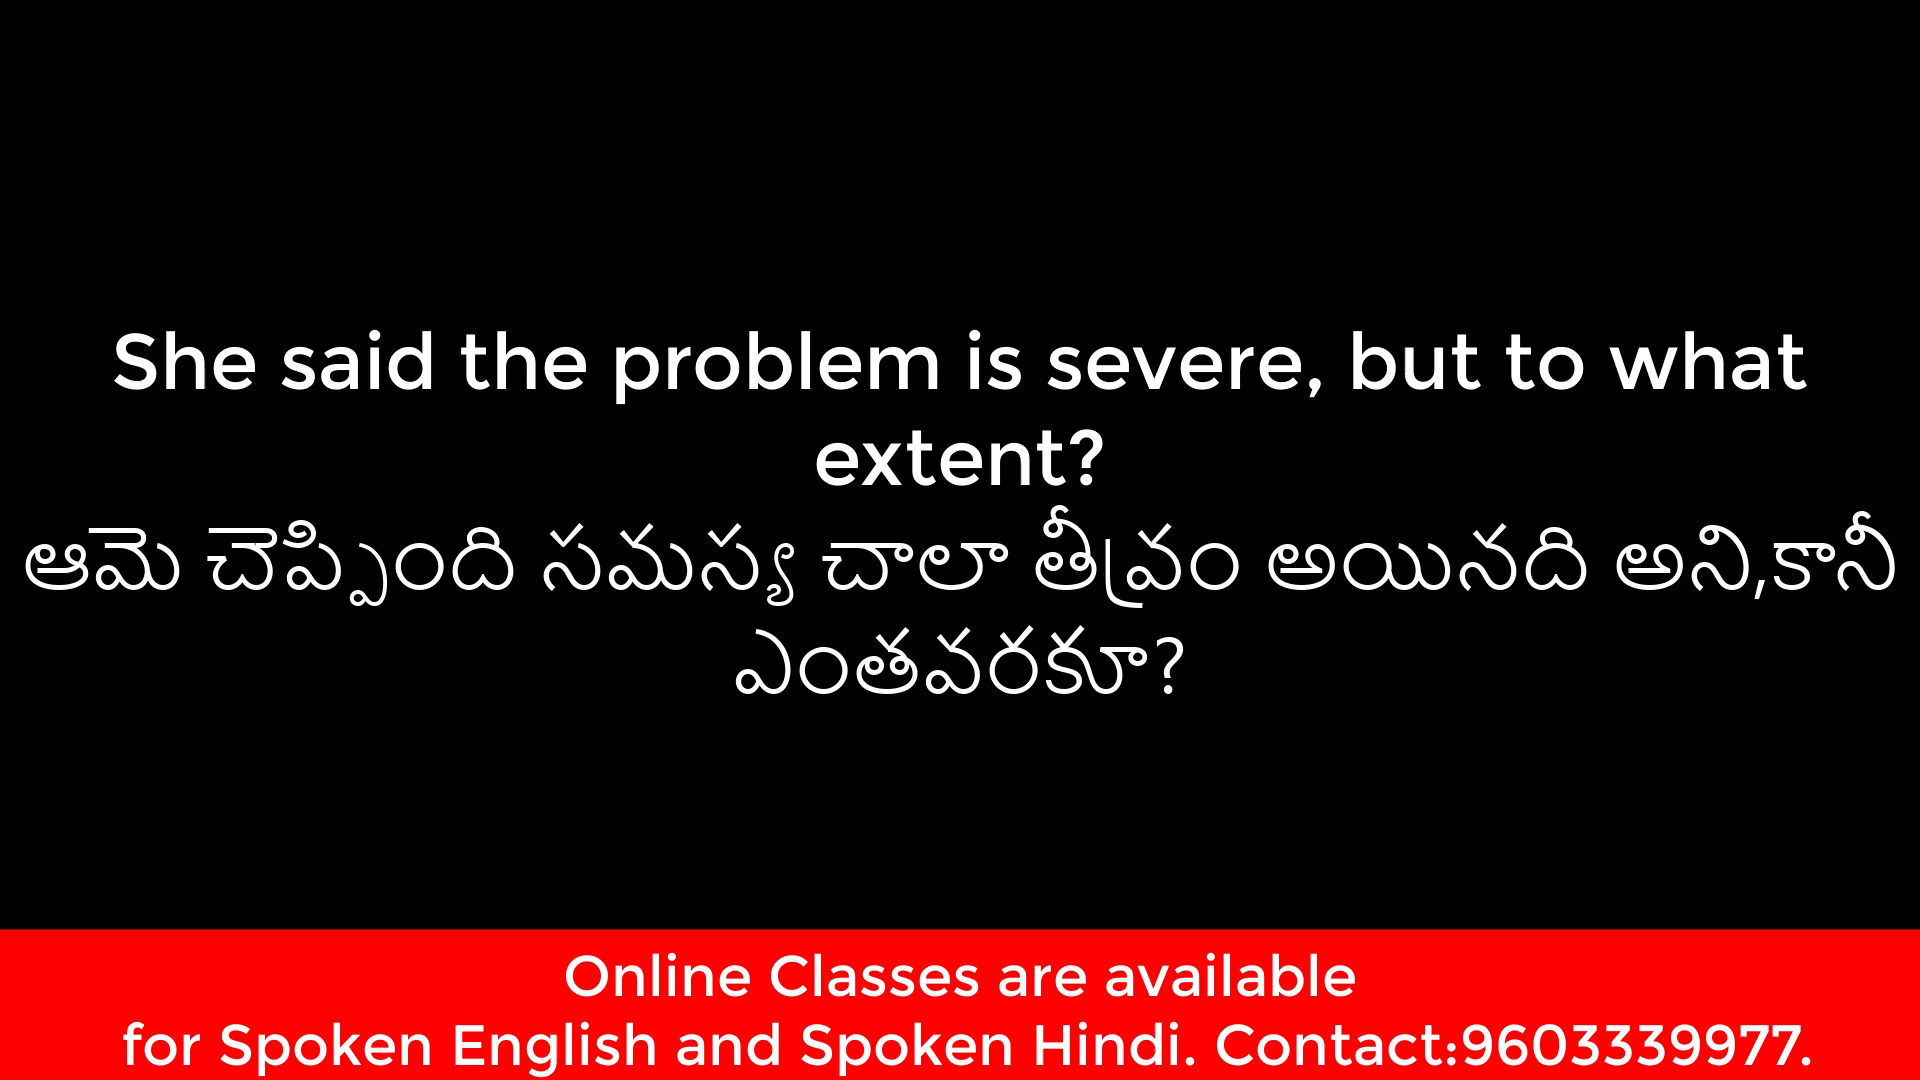 She said the problem is severe, but to what
extent?
ఆమె చెప్పింది సమస్య చాలా తీవ్రం అయినది అని,కానీ
ఎంతవరకూ?
Online Classes are available
for Spoken English and Spoken Hindi. Contact:9603339977.